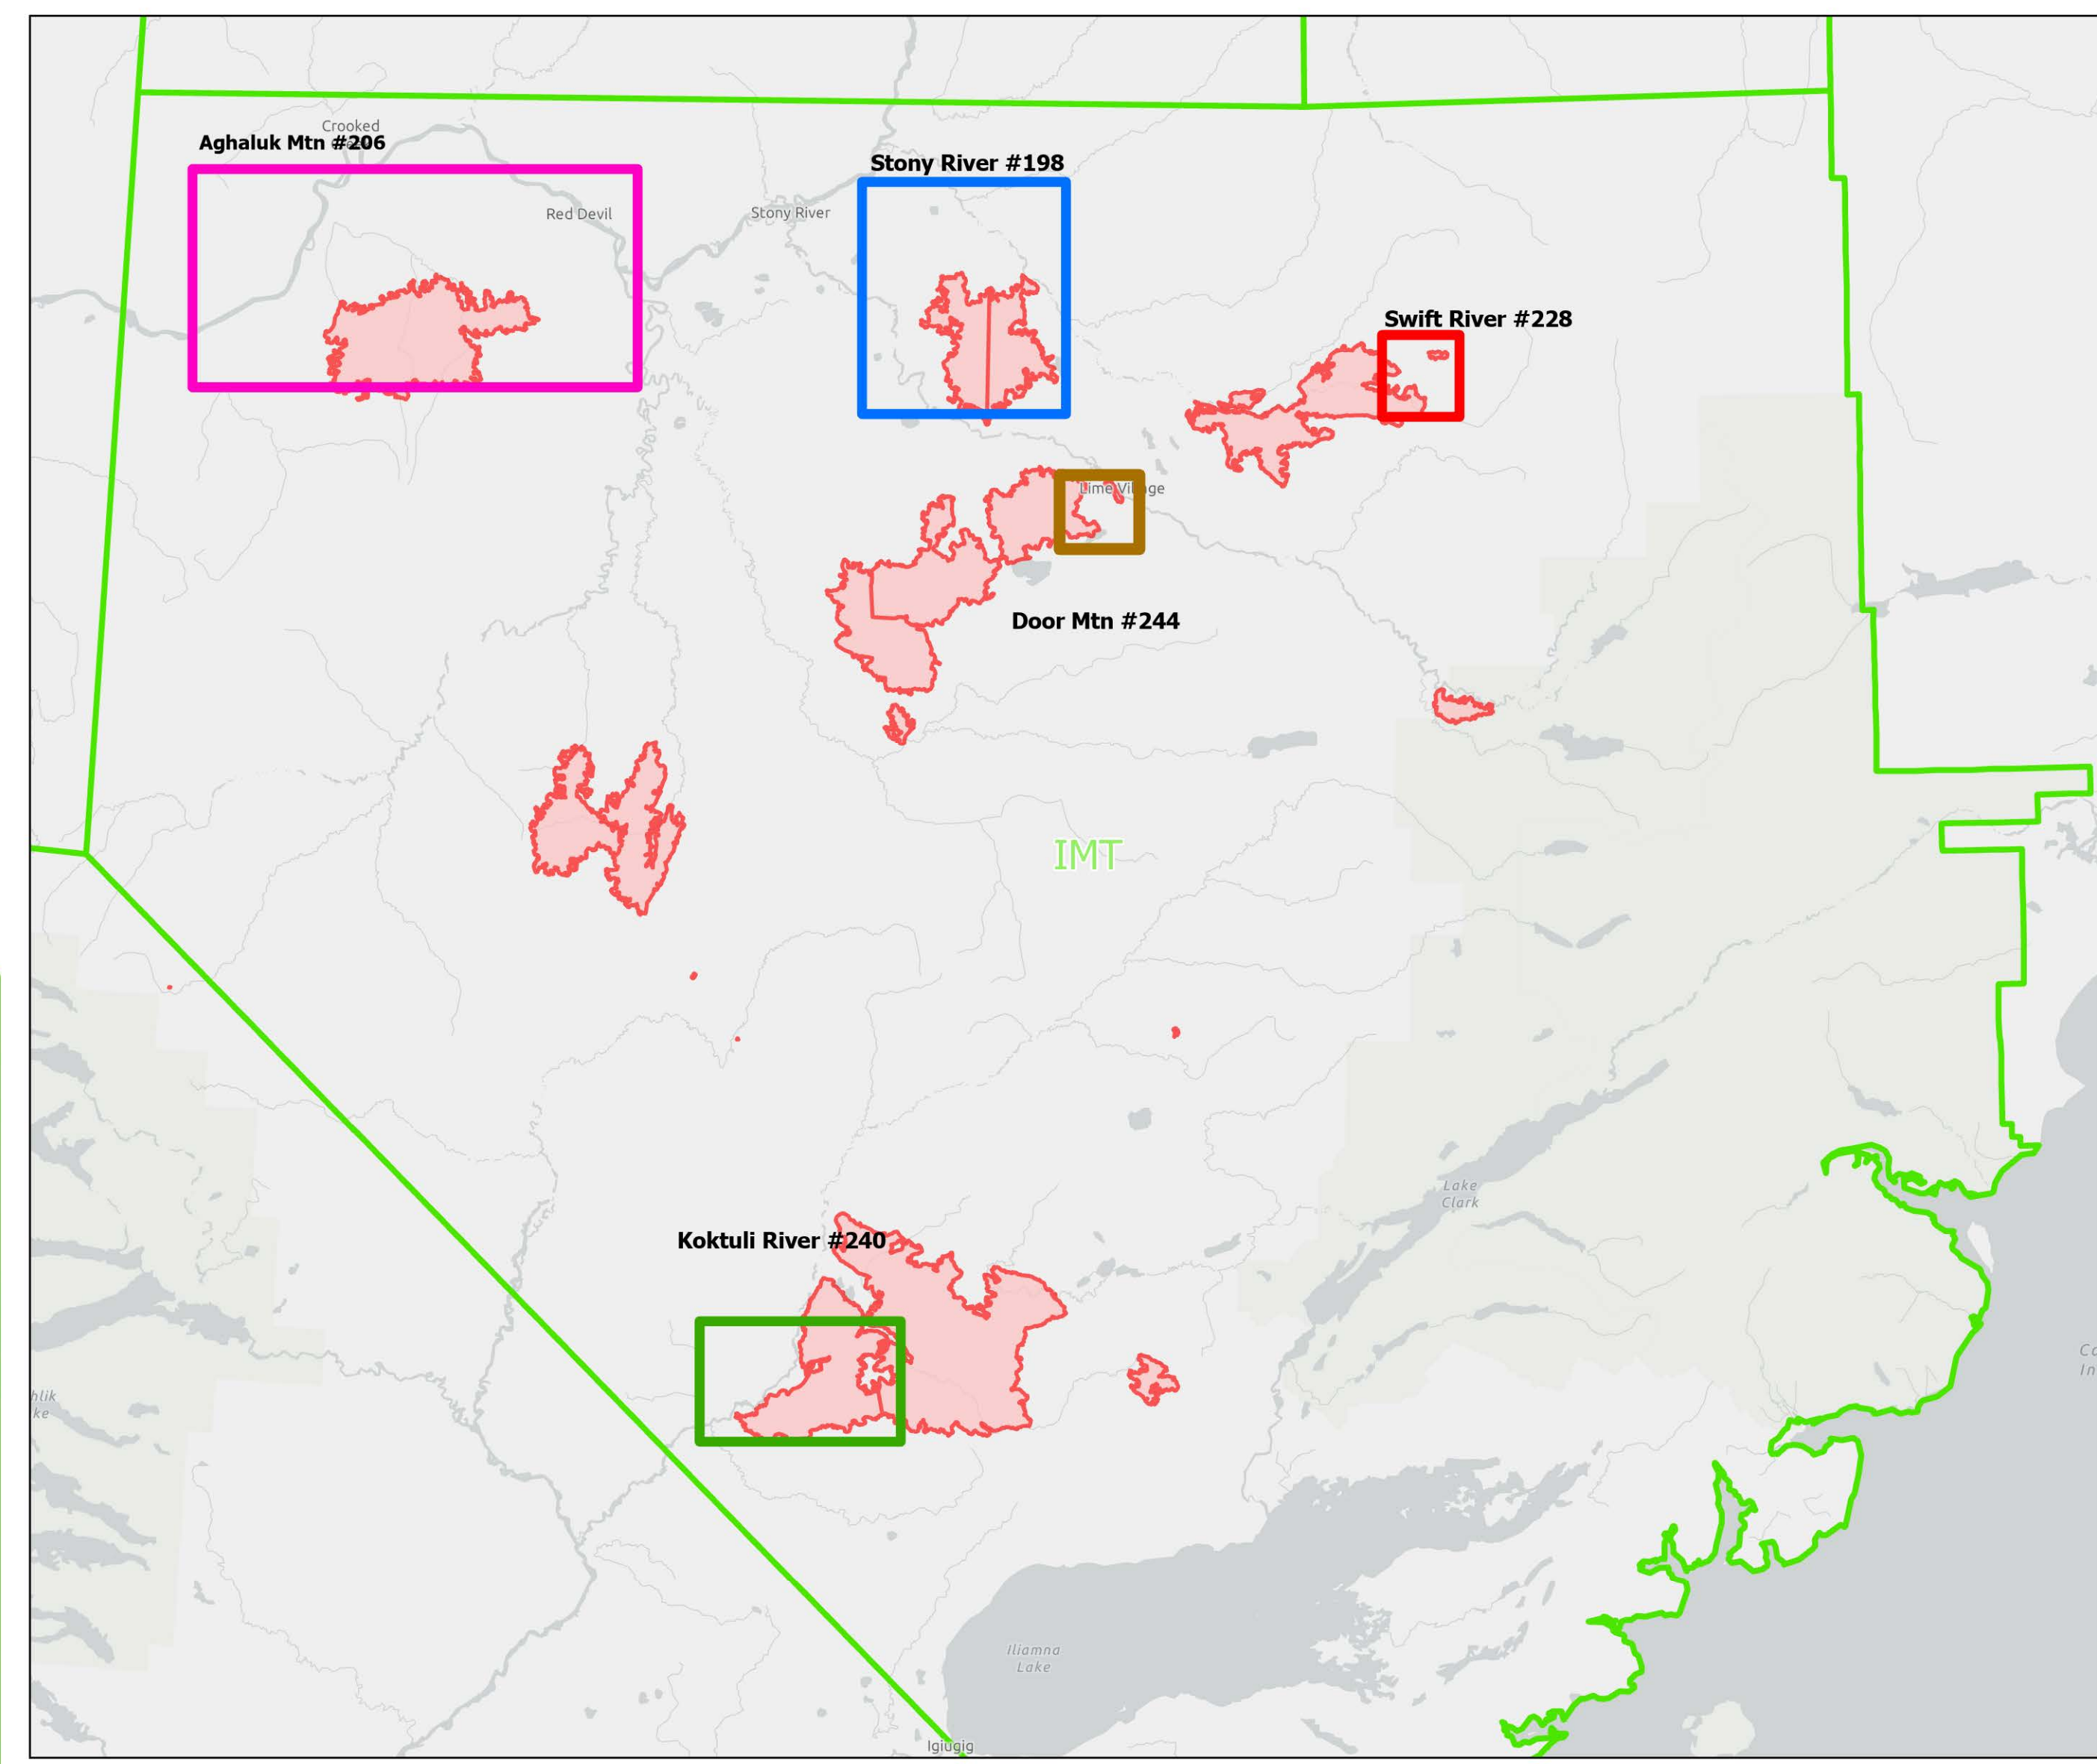 Crooked
Aghaluk Mtn #206
Stony River #198
Red Devil
Stony River
Swift River #228
Lime Village
Door Mtn #244
IMT
Lake
Clark
Koktuli River #240
Iliamna
Lake
Igiugig